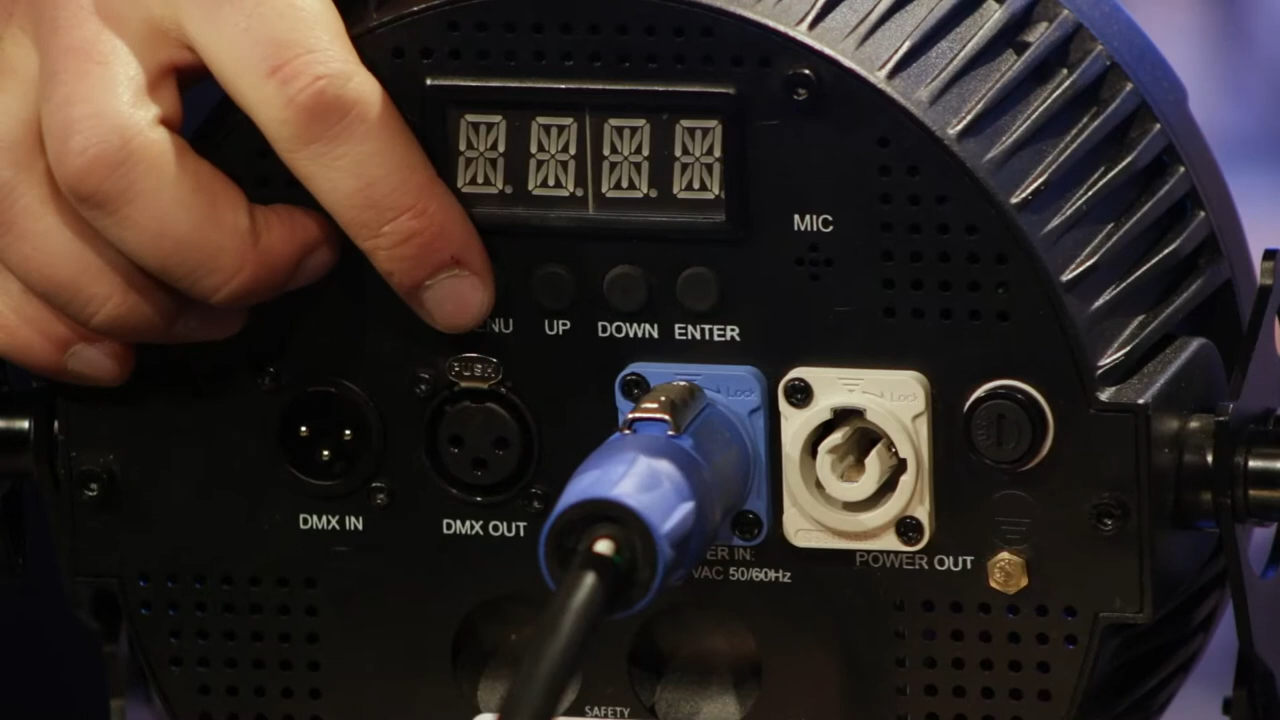 MIC
ENU UP DOWN ENTER
PUSH
Lock
Lock
DMX IN
DMX OUT
ER IN:
VAC 50/60Hz
POWER OUT
SAFETY